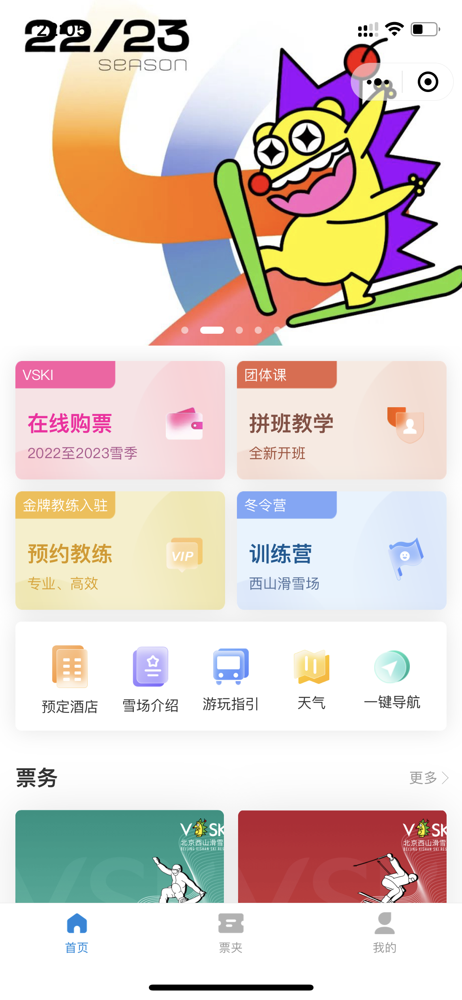 22:05
22/23
season
VSKI
在线购票
2022至2023雪季
团体课
拼班教学
全新开班
金牌教练入驻
预约教练
VIP
专业、高效
冬令营
训练营
西山滑雪场
预定酒店
雪场介绍
游玩指引
天气
一键导航
票务
更多
V SK
北京西山滑雪
BEIJING XISHAN SKI RES
V SK
北京西山滑雪
BEIJING XISHAN SKI RES
VS
VS
首页
票夹
我的